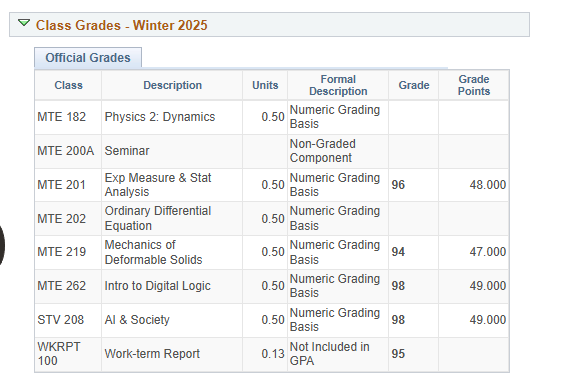 Class Grades - Winter 2025
Official Grades
Class Description Units Formal Description Grade Grade Points
MTE 182 Physics 2: Dynamics 0.50 Numeric Grading Basis
MTE 200A Seminar Non-Graded Component
MTE 201 Exp Measure & Stat Analysis 0.50 Numeric Grading Basis 96 48.000
MTE 202 Ordinary Differential Equation 0.50 Numeric Grading Basis
MTE 219 Mechanics of Deformable Solids 0.50 Numeric Grading Basis 94 47.000
MTE 262 Intro to Digital Logic 0.50 Numeric Grading Basis 98 49.000
STV 208 AI & Society 0.50 Numeric Grading Basis 98 49.000
WKRPT 100 Work-term Report 0.13 Not Included in GPA 95